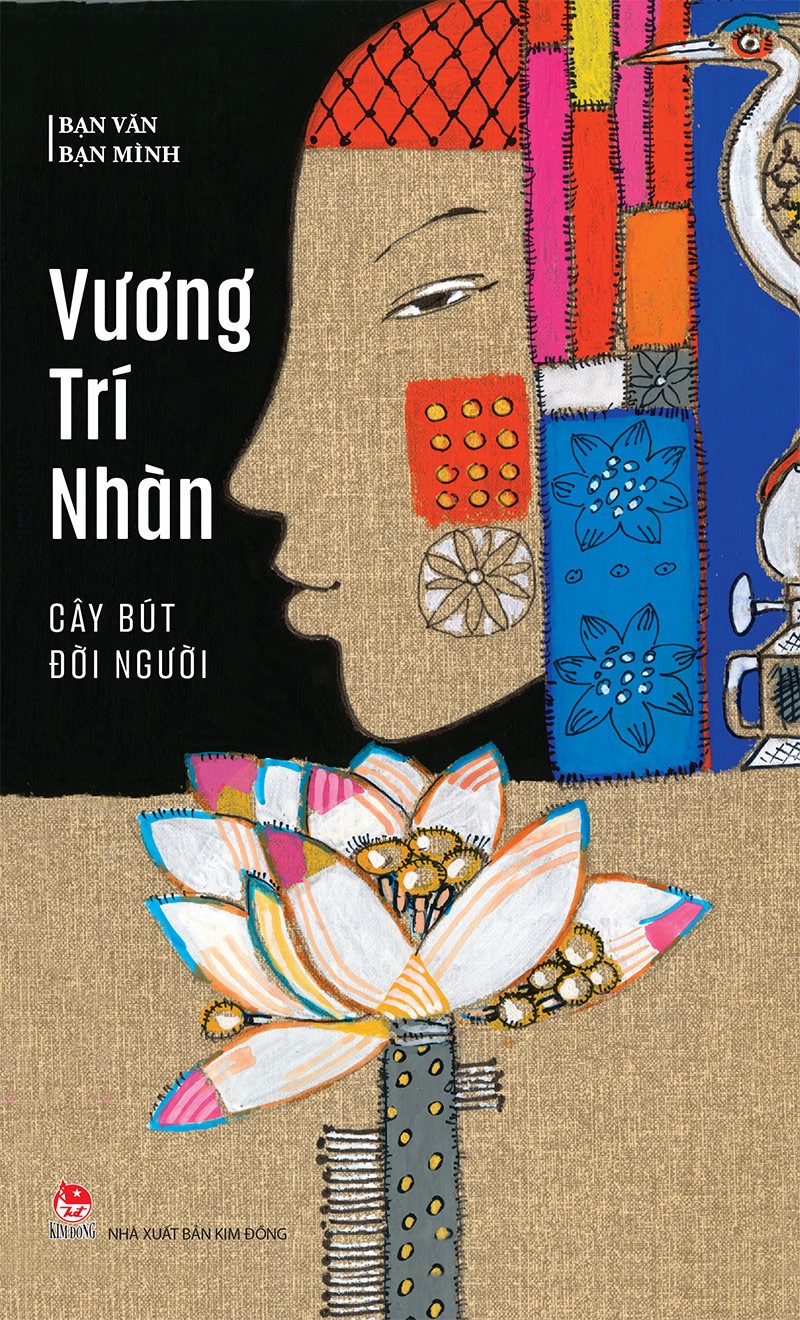 BẠN VĂN
BẠN MÌNH
Vương
Trí
Nhàn
CÂY BÚT
ĐỜI NGƯỜI
KIM ĐỒNG
NHÀ XUẤT BẢN KIM ĐỒNG